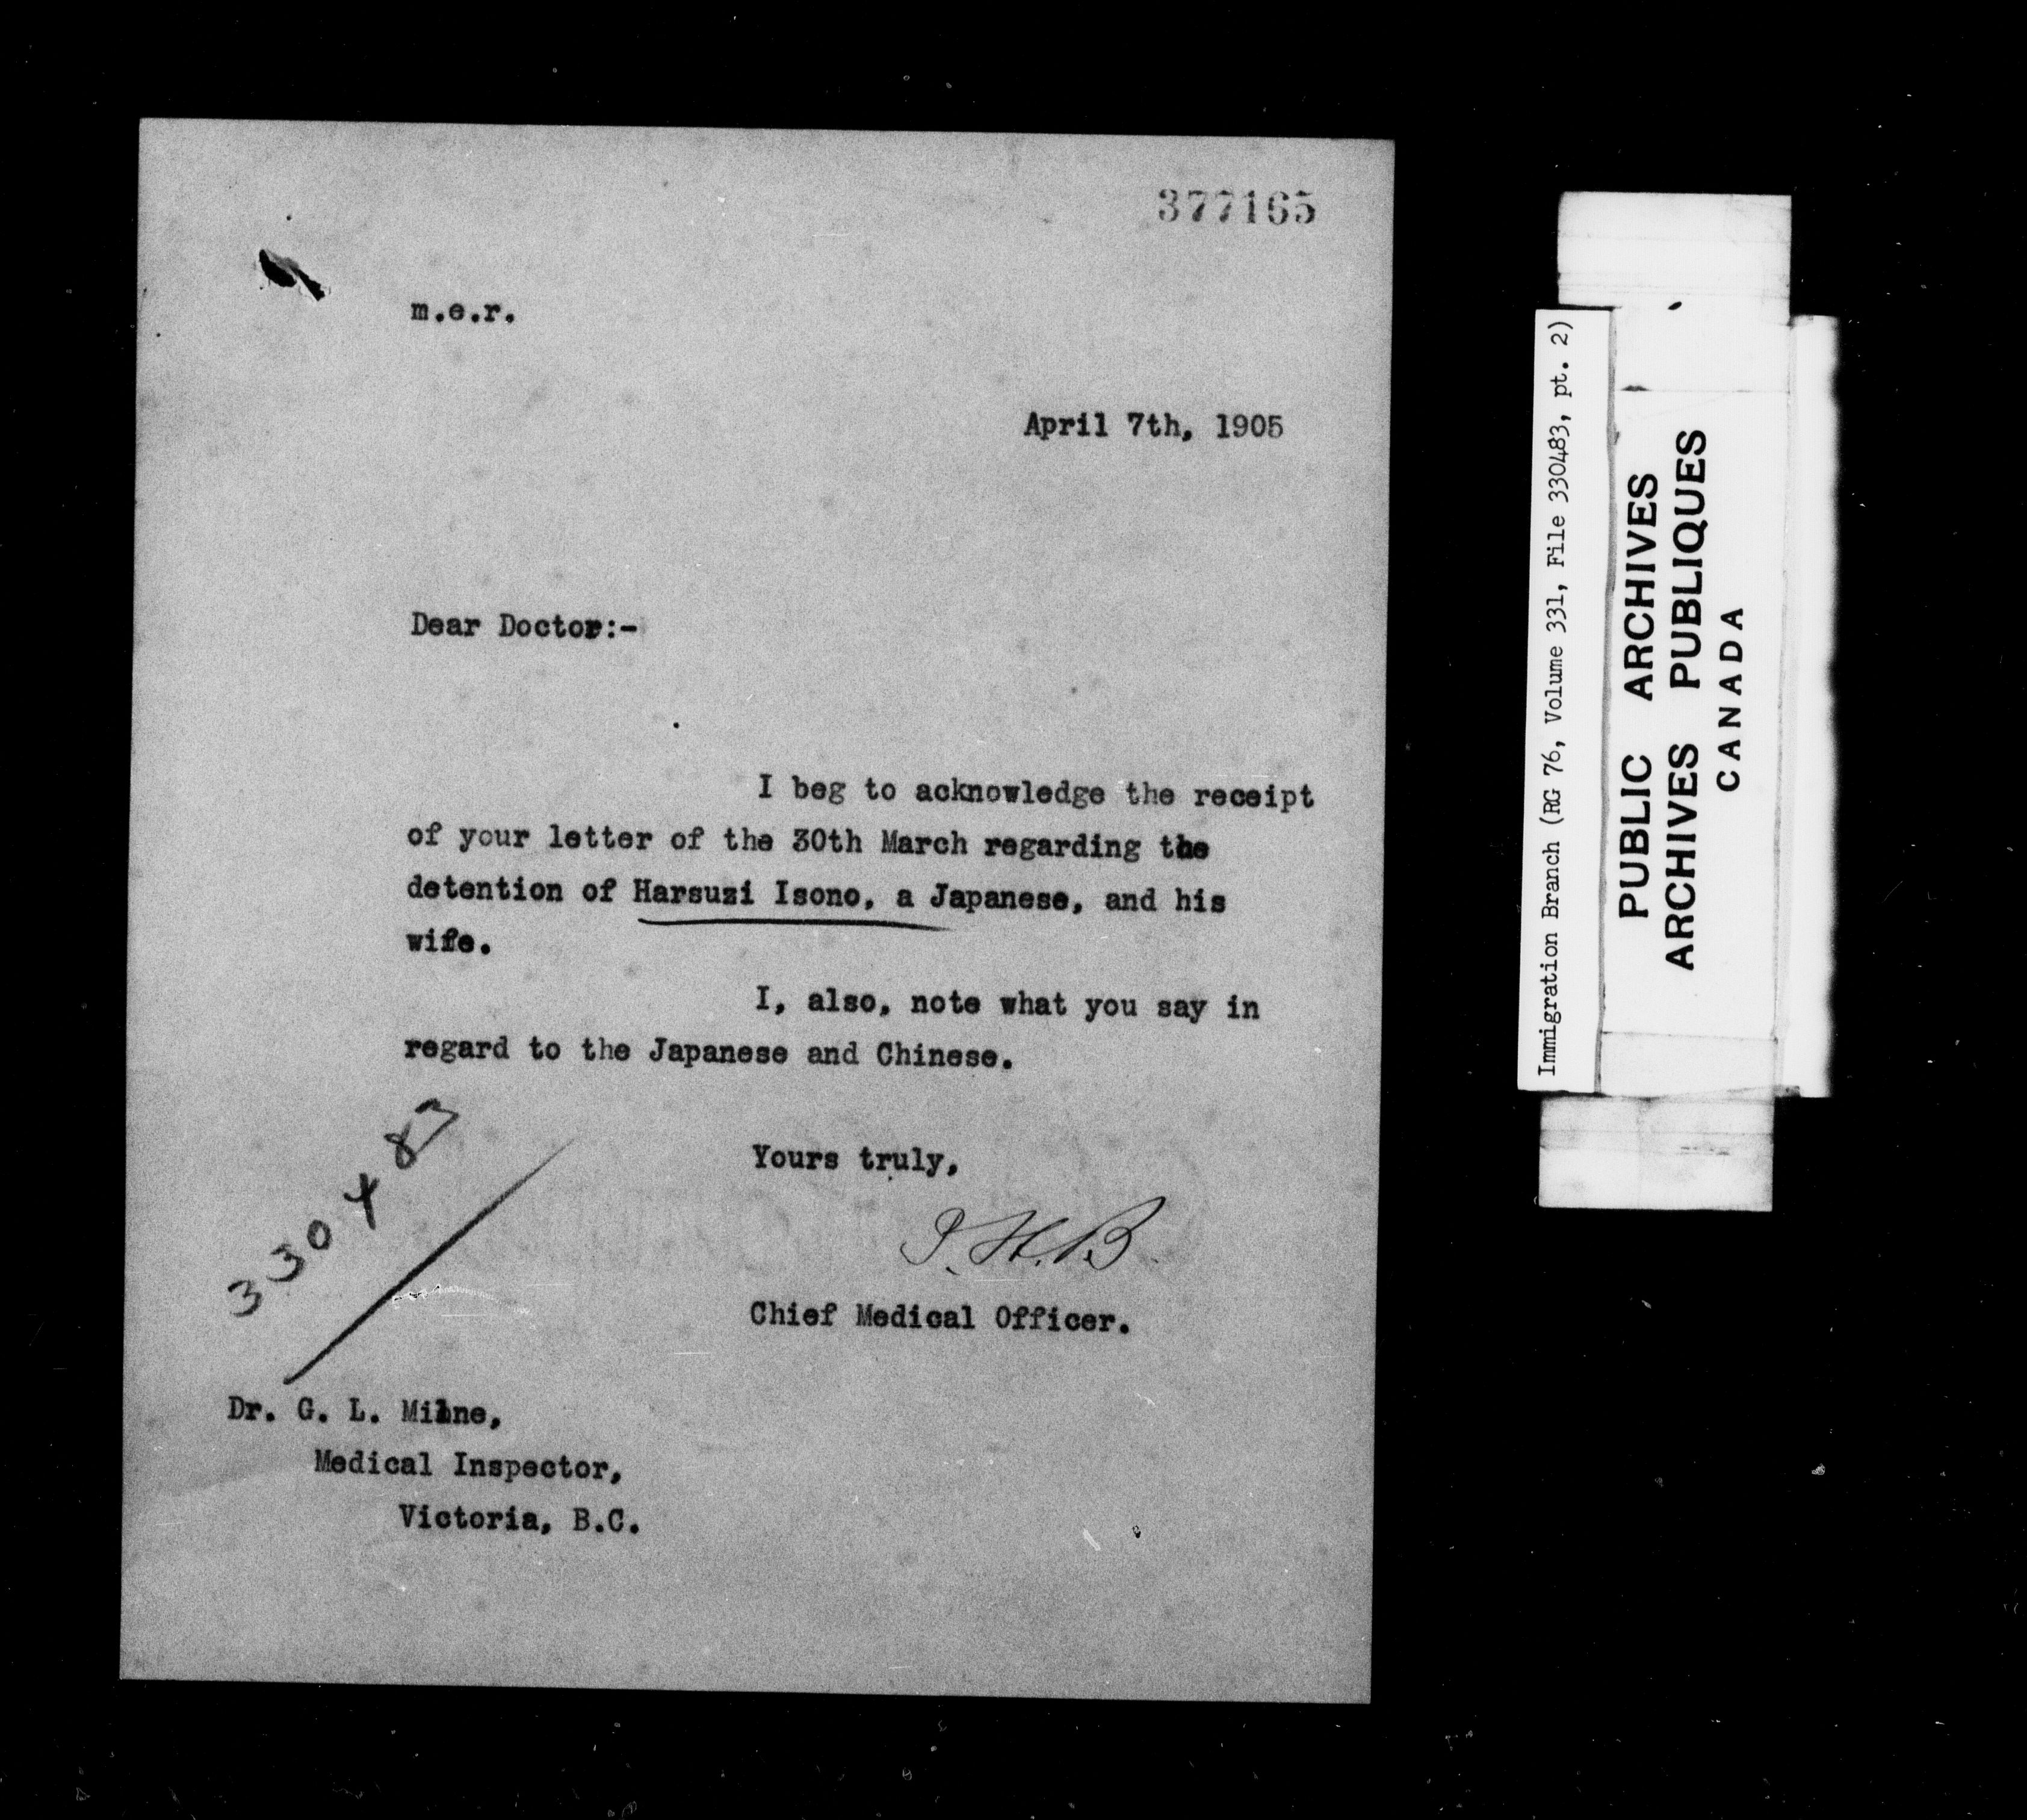 377165
m.e.r.
April 7th, 1905
Dear Doctor:-
I beg to acknowledge the receipt
of your letter of the 30th March regarding the
detention of Harsuzi Isono, a Japanese, and his
wife.
I, also, note what you say in
regard to the Japanese and Chinese.
Yours truly,
P.H.B.
Chief Medical Officer.
330483
Dr. G. L. Milne,
Medical Inspector,
Victoria, B.C.
Immigration Branch (RG 76, Volume 331, File 330483, pt. 2)
PUBLIC ARCHIVES
ARCHIVES PUBLIQUES
CANADA